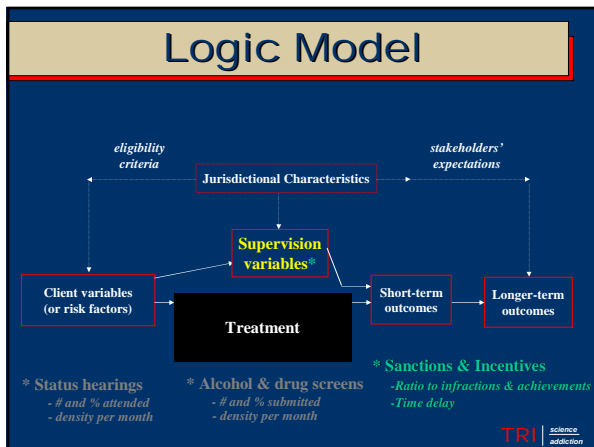 Logic Model
eligibility
criteria
stakeholders'
expectations
Jurisdictional Characteristics
Supervision
variables*
Client variables
(or risk factors)
Treatment
Short-term
outcomes
Longer-term
outcomes
* Status hearings
- # and % attended
- density per month
* Alcohol & drug screens
- # and % submitted
- density per month
* Sanctions & Incentives
-Ratio to infractions & achievements
-Time delay
TRI science
addiction